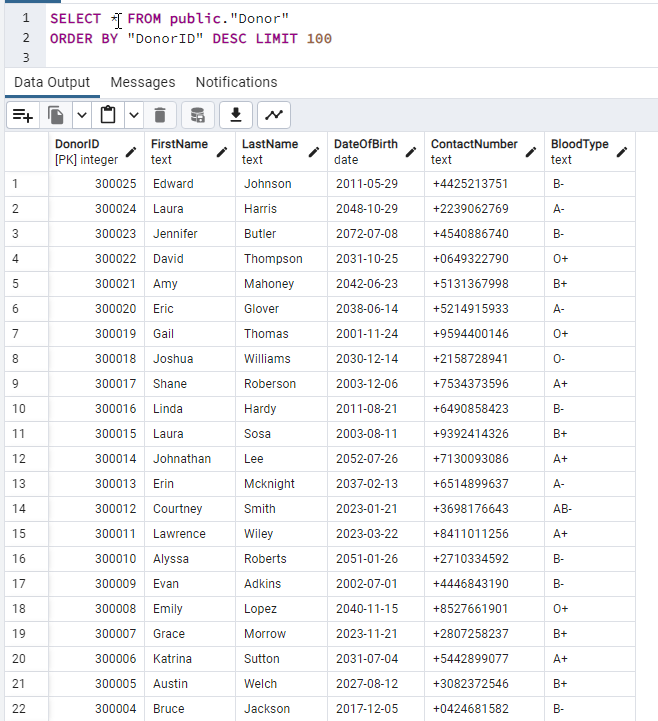 1 SELECT * FROM public."Donor"
2 ORDER BY "DonorID" DESC LIMIT 100
3
Data Output Messages Notifications
DonorID FirstName LastName DateOfBirth ContactNumber BloodType
[PK] integer text text date text text
1 300025 Edward Johnson 2011-05-29 +4425213751 B-
2 300024 Laura Harris 2048-10-29 +2239062769 A-
3 300023 Jennifer Butler 2072-07-08 +4540886740 B-
4 300022 David Thompson 2031-10-25 +0649322790 O+
5 300021 Amy Mahoney 2042-06-23 +5131367998 B+
6 300020 Eric Glover 2038-06-14 +5214915933 A-
7 300019 Gail Thomas 2001-11-24 +9594400146 O+
8 300018 Joshua Williams 2030-12-14 +2158728941 O-
9 300017 Shane Roberson 2003-12-06 +7534373596 A+
10 300016 Linda Hardy 2011-08-21 +6490858423 B-
11 300015 Laura Sosa 2003-08-11 +9392414326 B+
12 300014 Johnathan Lee 2052-07-26 +7130093086 A+
13 300013 Erin Mcknight 2037-02-13 +6514899637 A-
14 300012 Courtney Smith 2023-01-21 +3698176643 AB-
15 300011 Lawrence Wiley 2023-03-22 +8411011256 A+
16 300010 Alyssa Roberts 2051-01-26 +2710334592 B-
17 300009 Evan Adkins 2002-07-01 +4446843190 B-
18 300008 Emily Lopez 2040-11-15 +8527661901 O+
19 300007 Grace Morrow 2023-11-21 +2807258237 B+
20 300006 Katrina Sutton 2031-07-04 +5442899077 A+
21 300005 Austin Welch 2027-08-12 +3082372546 B+
22 300004 Bruce Jackson 2017-12-05 +0424681582 B-